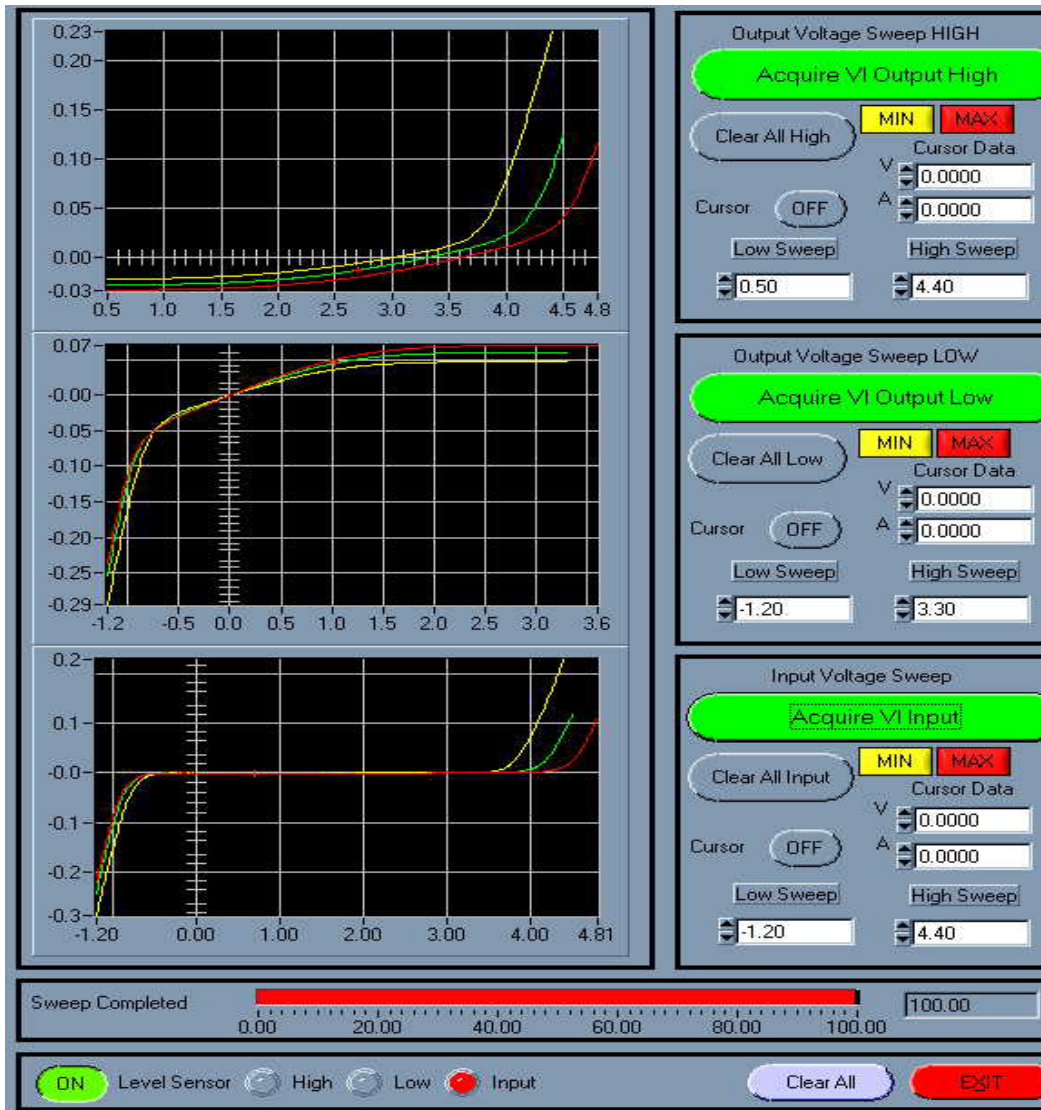 0.23
0.20
0.15
0.10
0.05
0.00
-0.03
0.5 1.0 1.5 2.0 2.5 3.0 3.5 4.0 4.5 4.8
Output Voltage Sweep HIGH
Acquire VI Output High
MIN MAX
Clear All High
Cursor Data
V 0.0000
Cursor OFF A 0.0000
Low Sweep High Sweep
0.50 4.40
0.07
-0.00
-0.05
-0.10
-0.15
-0.20
-0.25
-0.29
-1.2 -0.5 0.0 0.5 1.0 1.5 2.0 2.5 3.0 3.6
Output Voltage Sweep LOW
Acquire VI Output Low
MIN MAX
Clear All Low
Cursor Data
V 0.0000
Cursor OFF A 0.0000
Low Sweep High Sweep
-1.20 3.30
0.2
0.1
-0.0
-0.1
-0.2
-0.3
-1.20 0.00 1.00 2.00 3.00 4.00 4.81
Input Voltage Sweep
Acquire VI Input
MIN MAX
Clear All Input
Cursor Data
V 0.0000
Cursor OFF A 0.0000
Low Sweep High Sweep
-1.20 4.40
Sweep Completed
0.00 20.00 40.00 60.00 80.00 100.00
100.00
ON Level Sensor High Low Input Clear All EXIT